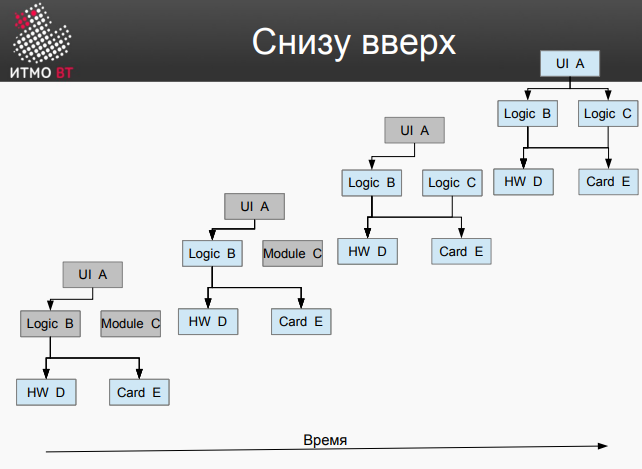 ИТМО ВТ
Снизу вверх
UI A
Logic B
Logic C
HW D
Card E
UI A
Logic B
Logic C
HW D
Card E
UI A
Logic B
Module C
HW D
Card E
UI A
Logic B
Module C
HW D
Card E
Время